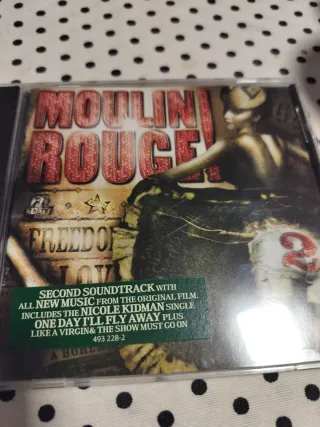 MOULIN
ROUGE!
FREEDOM
LOV
2
SECOND SOUNDTRACK WITH
ALL NEW MUSIC FROM THE ORIGINAL FILM.
INCLUDES THE NICOLE KIDMAN SINGLE
ONE DAY I'LL FLY AWAY PLUS
LIKE A VIRGIN & THE SHOW MUST GO ON
493 228-2